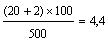 (20 + 2) × 100
500
= 4,4